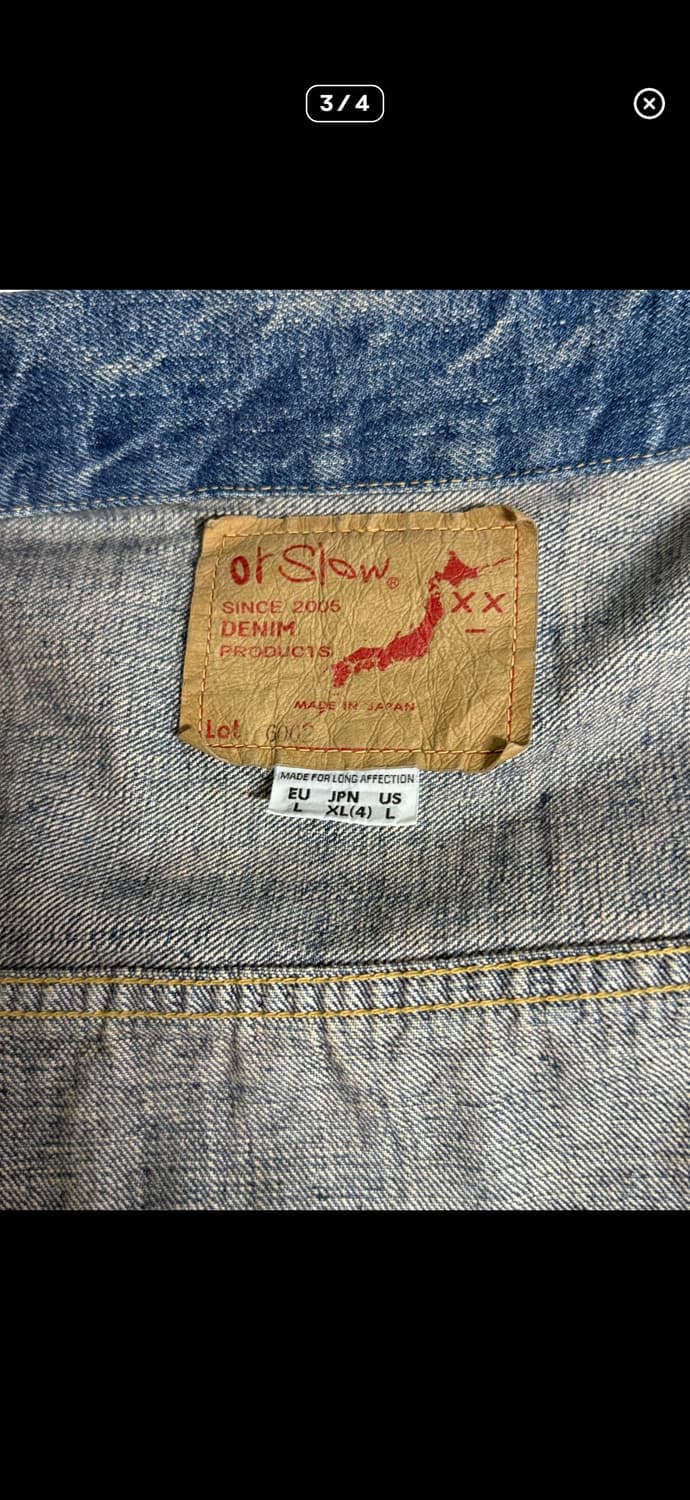 3/4
orSlow®
SINCE 2005
DENIM
PRODUCTS
XX
MADE IN JAPAN
Lot
MADE FOR LONG AFFECTION
EU JPN US
L XL(4) L